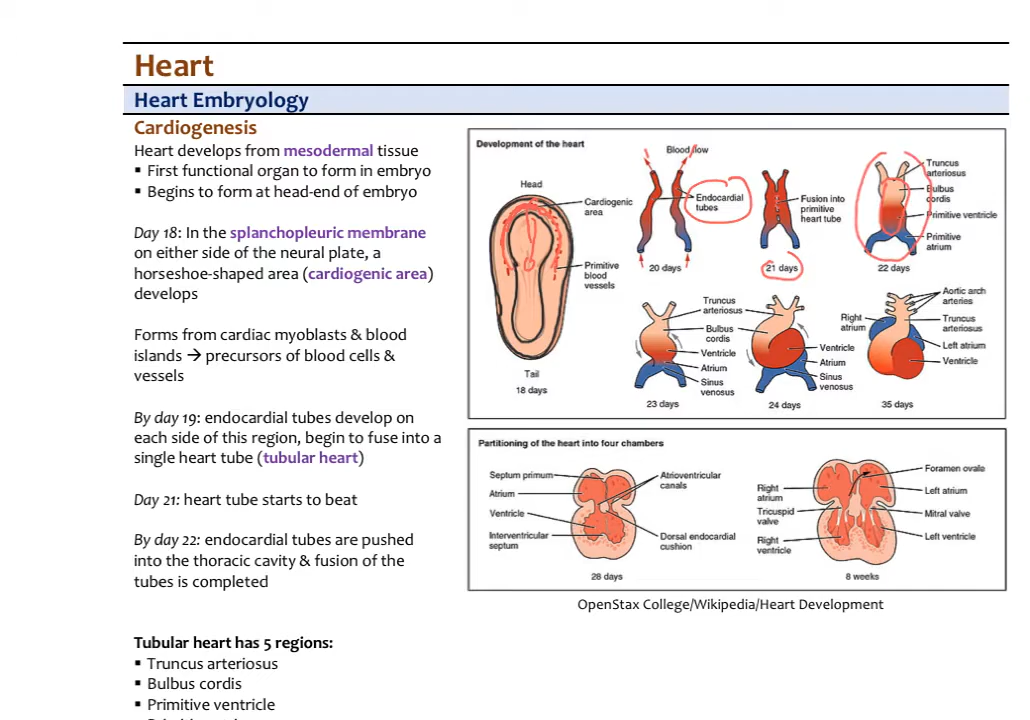 Heart
Heart Embryology
Cardiogenesis
Heart develops from mesodermal tissue
▪ First functional organ to form in embryo
▪ Begins to form at head-end of embryo
Day 18: In the splanchopleuric membrane
on either side of the neural plate, a
horseshoe-shaped area (cardiogenic area)
develops
Forms from cardiac myoblasts & blood
islands → precursors of blood cells &
vessels
By day 19: endocardial tubes develop on
each side of this region, begin to fuse into a
single heart tube (tubular heart)
Day 21: heart tube starts to beat
By day 22: endocardial tubes are pushed
into the thoracic cavity & fusion of the
tubes is completed
Tubular heart has 5 regions:
▪ Truncus arteriosus
▪ Bulbus cordis
▪ Primitive ventricle
Development of the heart
Head
Cardiogenic
area
Primitive
blood
vessels
Tail
18 days
Blood flow
Endocardial
tubes
20 days
Fusion into
primitive
heart tube
21 days
Truncus
arteriosus
Bulbus
cordis
Primitive ventricle
Primitive
atrium
22 days
Truncus
arteriosus
Bulbus
cordis
Ventricle
Atrium
Sinus
venosus
23 days
Ventricle
Atrium
Sinus
venosus
24 days
Right
atrium
Aortic arch
arteries
Truncus
arteriosus
Left atrium
Ventricle
35 days
Partitioning of the heart into four chambers
Septum primum
Atrium
Ventricle
Interventricular
septum
Atrioventricular
canals
Dorsal endocardial
cushion
28 days
Right
atrium
Tricuspid
valve
Right
ventricle
Foramen ovale
Left atrium
Mitral valve
Left ventricle
8 weeks
OpenStax College/Wikipedia/Heart Development